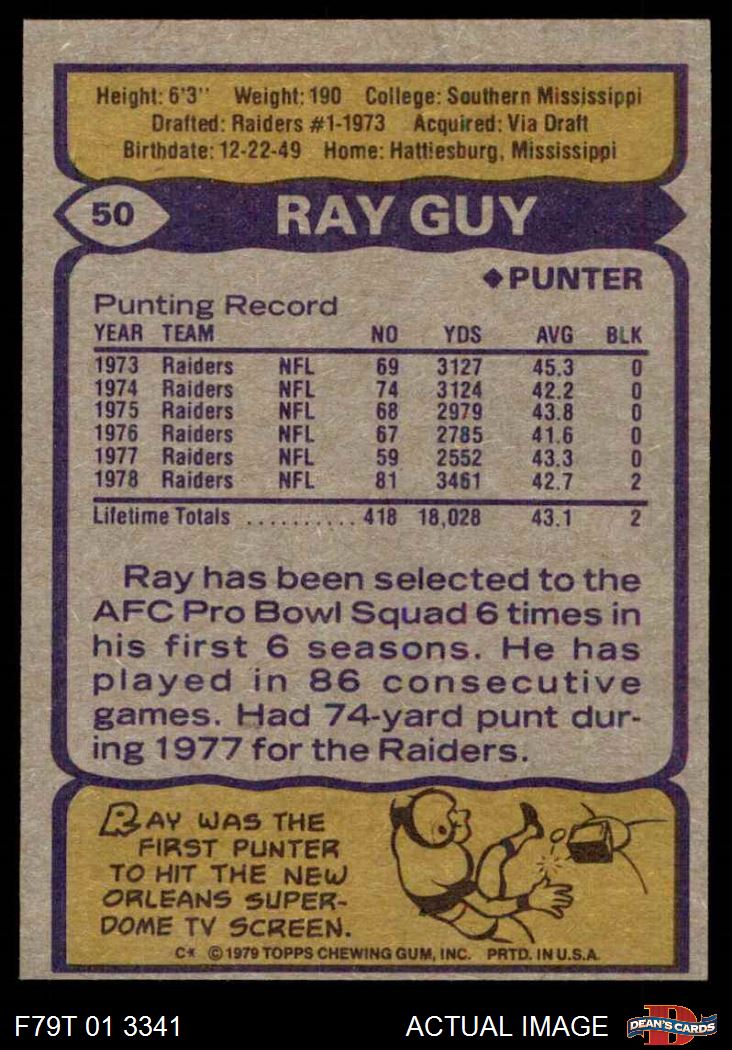 Height: 6'3" Weight: 190 College: Southern Mississippi
Drafted: Raiders #1-1973 Acquired: Via Draft
Birthdate: 12-22-49 Home: Hattiesburg, Mississippi
50 RAY GUY
◆PUNTER
Punting Record
YEAR TEAM NO YDS AVG BLK
1973 Raiders NFL 69 3127 45.3 0
1974 Raiders NFL 74 3124 42.2 0
1975 Raiders NFL 68 2979 43.8 0
1976 Raiders NFL 67 2785 41.6 0
1977 Raiders NFL 59 2552 43.3 0
1978 Raiders NFL 81 3461 42.7 2
Lifetime Totals .......... 418 18,028 43.1 2
Ray has been selected to the
AFC Pro Bowl Squad 6 times in
his first 6 seasons. He has
played in 86 consecutive
games. Had 74-yard punt dur-
ing 1977 for the Raiders.
RAY WAS THE
FIRST PUNTER
TO HIT THE NEW
ORLEANS SUPER-
DOME TV SCREEN.
C* © 1979 TOPPS CHEWING GUM, INC. PRTD. IN U.S.A.
F79T 01 3341 ACTUAL IMAGE D DEAN'S CARDS